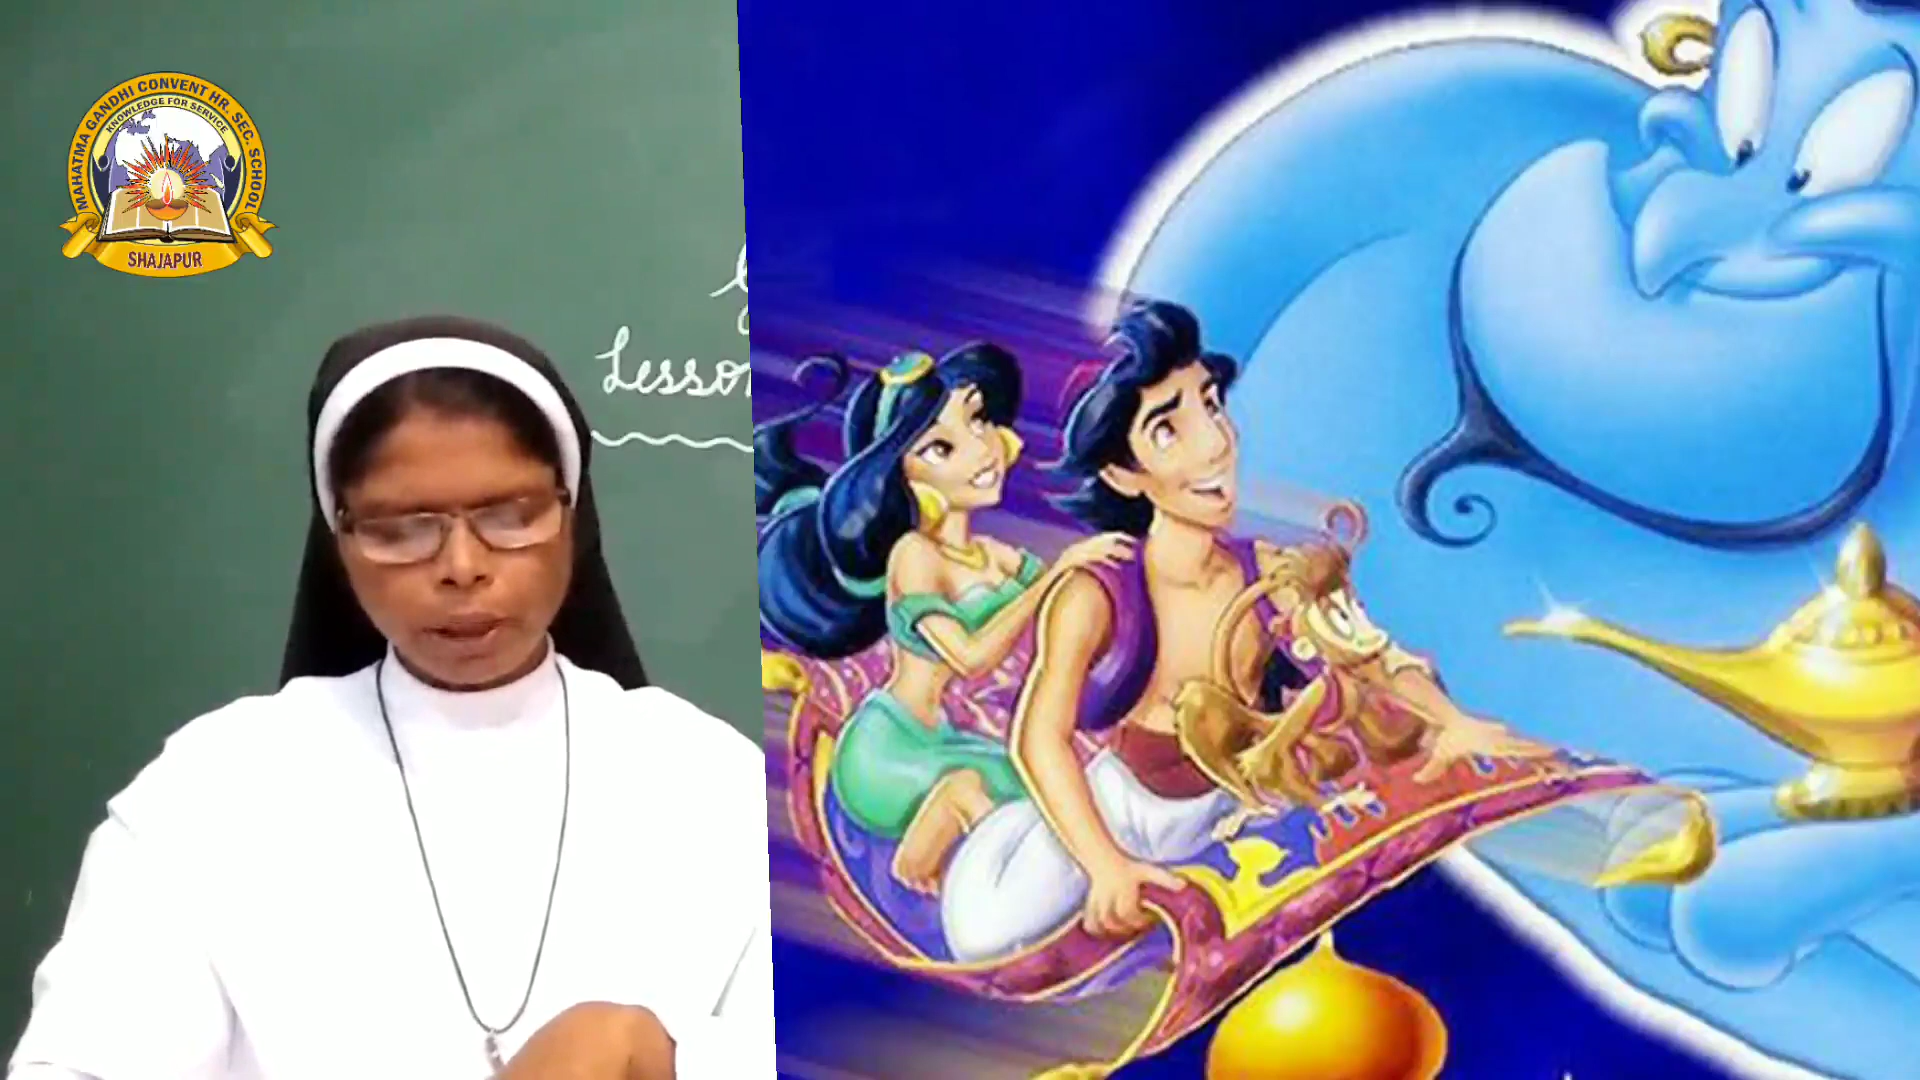 MAHATMA GANDHI CONVENT HR. SEC. SCHOOL
KNOWLEDGE FOR SERVICE
SHAJAPUR